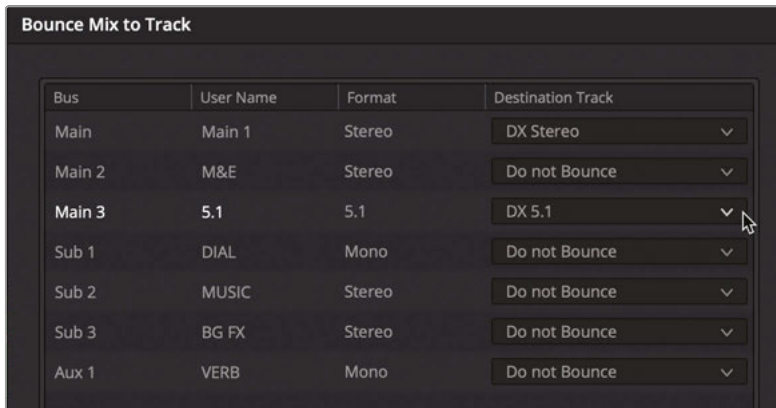 Bounce Mix to Track
Bus User Name Format Destination Track
Main Main 1 Stereo DX Stereo
Main 2 M&E Stereo Do not Bounce
Main 3 5.1 5.1 DX 5.1
Sub 1 DIAL Mono Do not Bounce
Sub 2 MUSIC Stereo Do not Bounce
Sub 3 BG FX Stereo Do not Bounce
Aux 1 VERB Mono Do not Bounce